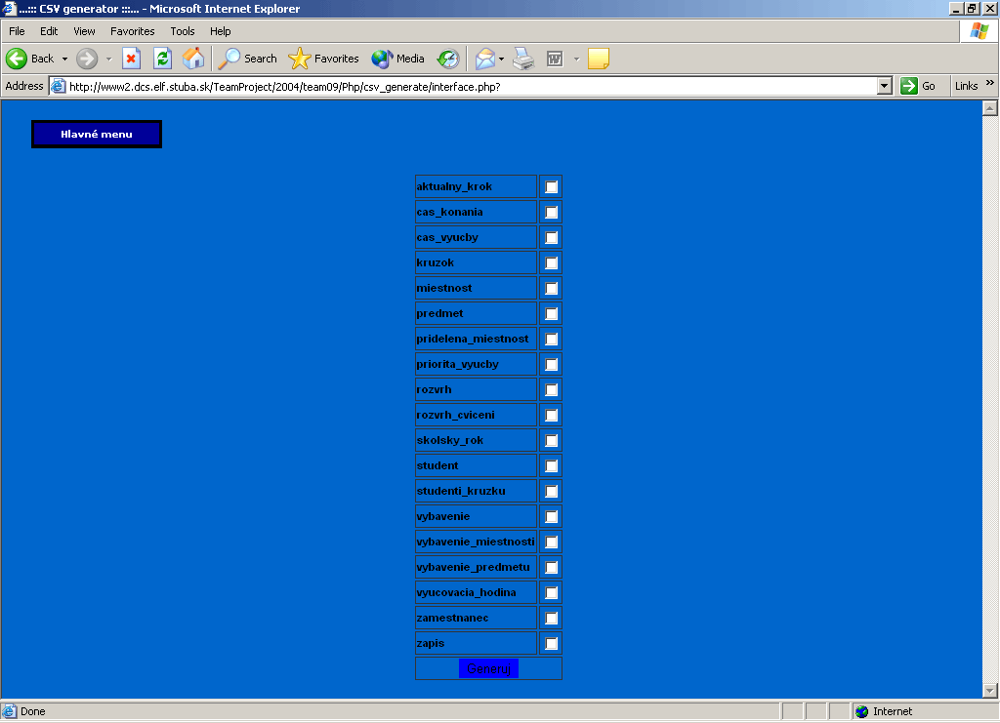 ...::: CSV generator :::... - Microsoft Internet Explorer
File Edit View Favorites Tools Help
Back Search Favorites Media
Address http://www2.dcs.elf.stuba.sk/TeamProject/2004/team09/Php/csv_generate/interface.php? Go Links »
Hlavné menu
aktualny_krok
cas_konania
cas_vyucby
kruzok
miestnost
predmet
pridelena_miestnost
priorita_vyucby
rozvrh
rozvrh_cviceni
skolsky_rok
student
studenti_kruzku
vybavenie
vybavenie_miestnosti
vybavenie_predmetu
vyucovacia_hodina
zamestnanec
zapis
Generuj
Done Internet